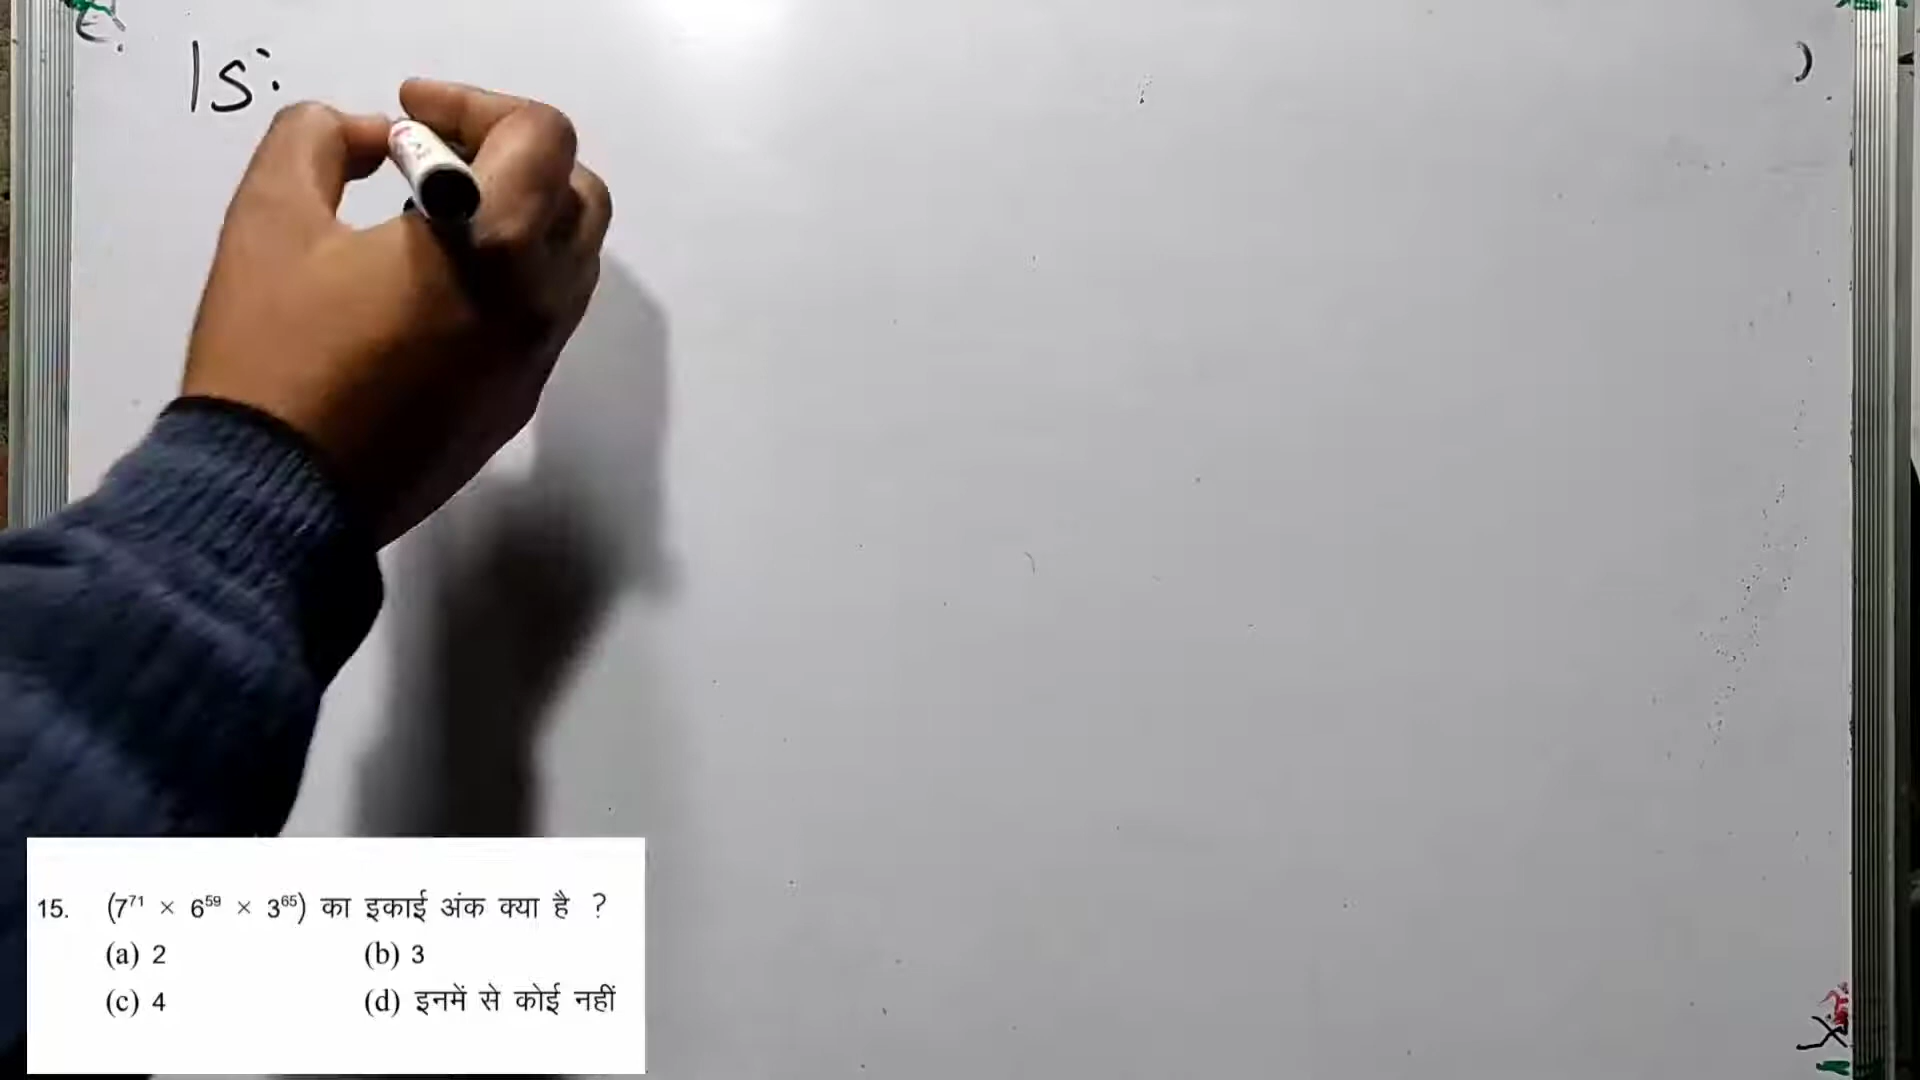 15:
15. (7⁷¹ × 6⁵⁹ × 3⁶⁵) का इकाई अंक क्या है ?
(a) 2 (b) 3
(c) 4 (d) इनमें से कोई नहीं